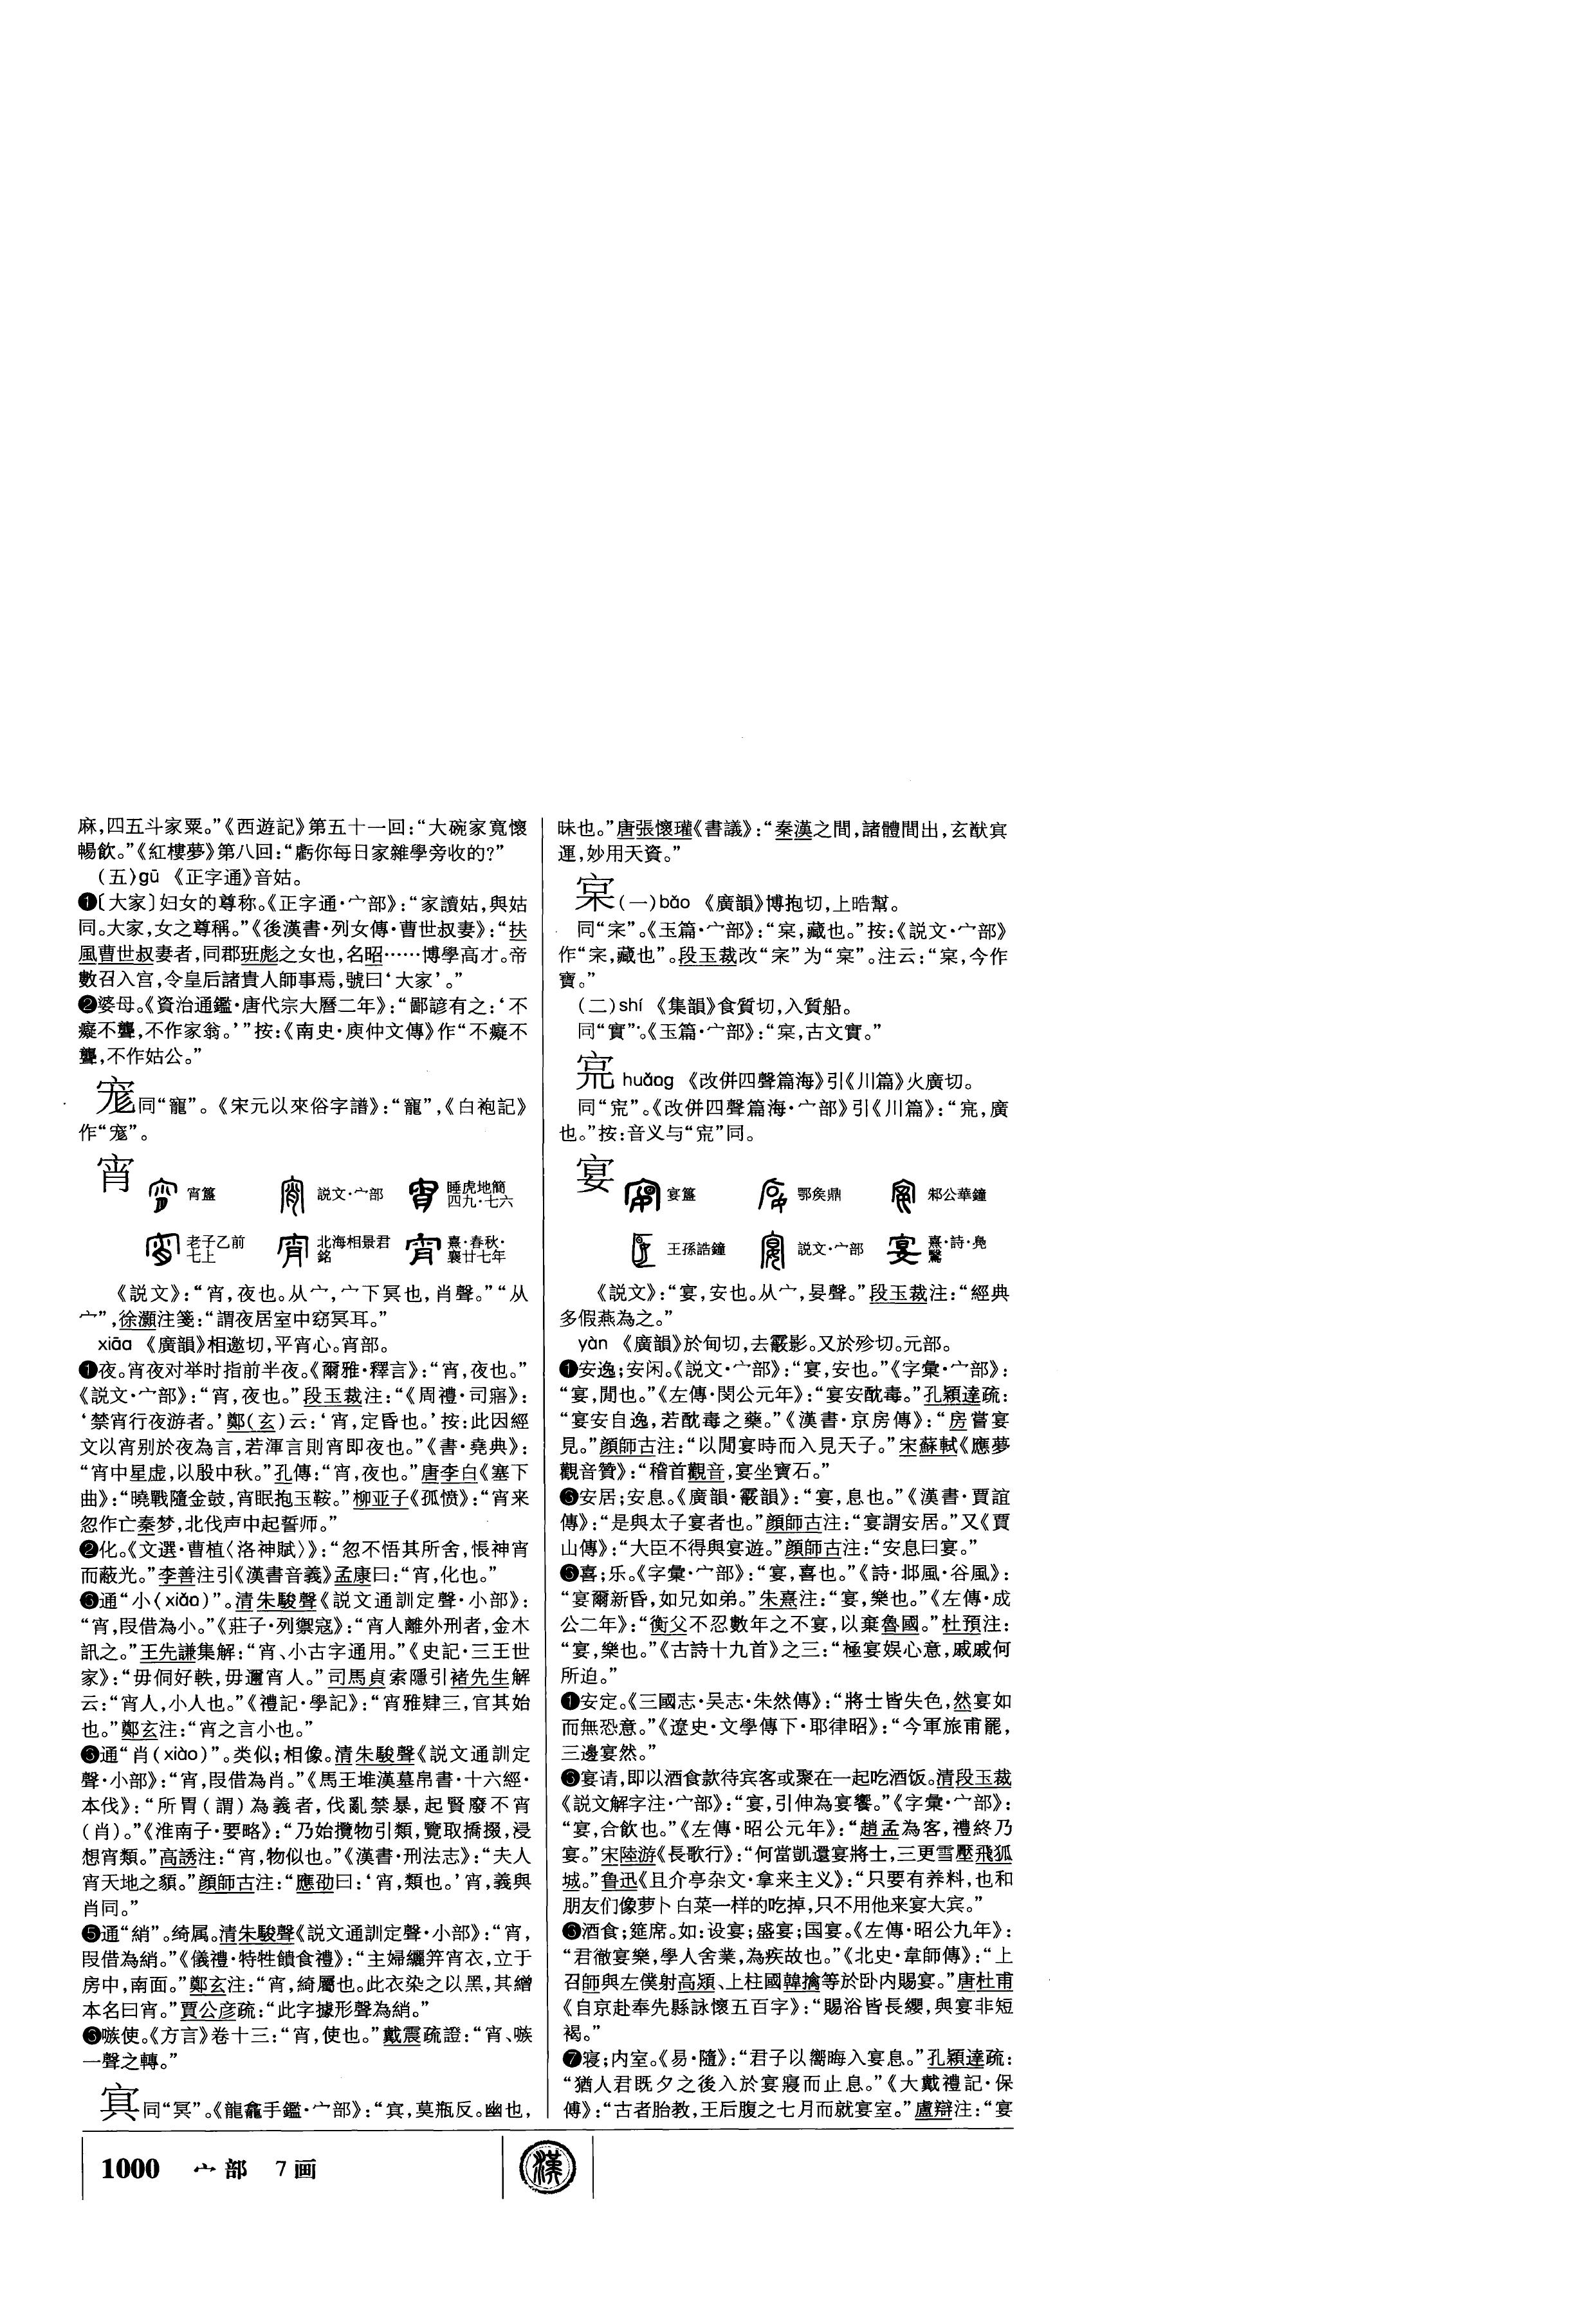 麻,四五斗家粟。”《西遊記》第五十一回:“大碗家寬懷
暢飲。”《紅樓夢》第八回:“虧你每日家雜學旁收的?”
(五)gū 《正字通》音姑。
❶〔大家〕妇女的尊称。《正字通·宀部》:“家讀姑,與姑
同。大家,女之尊稱。”《後漢書·列女傳·曹世叔妻》:“扶
風曹世叔妻者,同郡班彪之女也,名昭……博學高才。帝
數召入宫,令皇后諸貴人師事焉,號曰‘大家’。”
❷婆母。《資治通鑑·唐代宗大曆二年》:“鄙諺有之:‘不
癡不聾,不作家翁。’”按:《南史·庾仲文傳》作“不癡不
聾,不作姑公。”
同“寵”。《宋元以來俗字譜》:“寵”,《白袍記》
作“”。
宵
宵簋 説文·宀部 睡虎地簡四九·七六
老子乙前七上 北海相景君銘 熹·春秋·襄廿七年
《説文》:“宵,夜也。从宀,宀下冥也,肖聲。”“从
宀”,徐灝注箋:“謂夜居室中窈冥耳。”
xiāo 《廣韻》相邀切,平宵心。宵部。
❶夜。宵夜对举时指前半夜。《爾雅·釋言》:“宵,夜也。”
《説文·宀部》:“宵,夜也。”段玉裁注:“《周禮·司寤》:
‘禁宵行夜游者。’鄭(玄)云:‘宵,定昏也。’按:此因經
文以宵别於夜為言,若渾言則宵即夜也。”《書·堯典》:
“宵中星虚,以殷中秋。”孔傳:“宵,夜也。”唐李白《塞下
曲》:“曉戰隨金鼓,宵眠抱玉鞍。”柳亚子《孤愤》:“宵来
忽作亡秦梦,北伐声中起誓师。”
❷化。《文選·曹植〈洛神賦〉》:“忽不悟其所舍,悵神宵
而蔽光。”李善注引《漢書音義》孟康曰:“宵,化也。”
❸通“小(xiǎo)”。清朱駿聲《説文通訓定聲·小部》:
“宵,叚借為小。”《莊子·列禦寇》:“宵人離外刑者,金木
訊之。”王先謙集解:“宵、小古字通用。”《史記·三王世
家》:“毋侗好軼,毋邇宵人。”司馬貞索隱引褚先生解
云:“宵人,小人也。”《禮記·學記》:“宵雅肄三,官其始
也。”鄭玄注:“宵之言小也。”
❸通“肖(xiào)”。类似;相像。清朱駿聲《説文通訓定
聲·小部》:“宵,叚借為肖。”《馬王堆漢墓帛書·十六經·
本伐》:“所胃(謂)為義者,伐亂禁暴,起賢廢不宵
(肖)。”《淮南子·要略》:“乃始攬物引類,覽取撟掇,浸
想宵類。”高誘注:“宵,物似也。”《漢書·刑法志》:“夫人
宵天地之䫉。”顔師古注:“應劭曰:‘宵,類也。’宵,義與
肖同。”
❺通“綃”。绮属。清朱駿聲《説文通訓定聲·小部》:“宵,
叚借為綃。”《儀禮·特牲饋食禮》:“主婦纚笄宵衣,立于
房中,南面。”鄭玄注:“宵,綺屬也。此衣染之以黑,其繒
本名曰宵。”賈公彦疏:“此字據形聲為綃。”
❸嗾使。《方言》卷十三:“宵,使也。”戴震疏證:“宵、嗾
一聲之轉。”
同“冥”。《龍龕手鑑·宀部》:“,莫瓶反。幽也,
昧也。”唐張懷瓘《書議》:“秦漢之間,諸體間出,玄猷
運,妙用天資。”
(一)bǎo 《廣韻》博抱切,上晧幫。
同“宲”。《玉篇·宀部》:“,藏也。”按:《説文·宀部》
作“宲,藏也”。段玉裁改“宲”为“”。注云:“,今作
寶。”
(二)shí 《集韻》食質切,入質船。
同“實”。《玉篇·宀部》:“,古文實。”
huǎng 《改併四聲篇海》引《川篇》火廣切。
同“㝩”。《改併四聲篇海·宀部》引《川篇》:“,廣
也。”按:音义与“㝩”同。
宴
宴簋 鄂矦鼎 邾公華鐘
王孫誥鐘 説文·宀部 熹·詩·鳧鷖
《説文》:“宴,安也。从宀,妟聲。”段玉裁注:“經典
多假燕為之。”
yàn 《廣韻》於甸切,去霰影。又於殄切。元部。
❶安逸;安闲。《説文·宀部》:“宴,安也。”《字彙·宀部》:
“宴,閒也。”《左傳·閔公元年》:“宴安酖毒。”孔穎達疏:
“宴安自逸,若酖毒之藥。”《漢書·京房傳》:“房嘗宴
見。”顔師古注:“以閒宴時而入見天子。”宋蘇軾《應夢
觀音贊》:“稽首觀音,宴坐寶石。”
❸安居;安息。《廣韻·霰韻》:“宴,息也。”《漢書·賈誼
傳》:“是與太子宴者也。”顔師古注:“宴謂安居。”又《賈
山傳》:“大臣不得與宴遊。”顔師古注:“安息曰宴。”
❸喜;乐。《字彙·宀部》:“宴,喜也。”《詩·邶風·谷風》:
“宴爾新昏,如兄如弟。”朱熹注:“宴,樂也。”《左傳·成
公二年》:“衡父不忍數年之不宴,以棄魯國。”杜預注:
“宴,樂也。”《古詩十九首》之三:“極宴娱心意,戚戚何
所迫。”
❶安定。《三國志·吴志·朱然傳》:“將士皆失色,然宴如
而無恐意。”《遼史·文學傳下·耶律昭》:“今軍旅甫罷,
三邊宴然。”
❸宴请,即以酒食款待宾客或聚在一起吃酒饭。清段玉裁
《説文解字注·宀部》:“宴,引伸為宴饗。”《字彙·宀部》:
“宴,合飲也。”《左傳·昭公元年》:“趙孟為客,禮終乃
宴。”宋陸游《長歌行》:“何當凱還宴將士,三更雪壓飛狐
城。”鲁迅《且介亭杂文·拿来主义》:“只要有养料,也和
朋友们像萝卜白菜一样的吃掉,只不用他来宴大宾。”
❸酒食;筵席。如:设宴;盛宴;国宴。《左傳·昭公九年》:
“君徹宴樂,學人舍業,為疾故也。”《北史·韋師傳》:“上
召師與左僕射高熲、上柱國韓擒等於卧内賜宴。”唐杜甫
《自京赴奉先縣詠懷五百字》:“賜浴皆長纓,與宴非短
褐。”
❼寝;内室。《易·隨》:“君子以嚮晦入宴息。”孔穎達疏:
“猶人君既夕之後入於宴寢而止息。”《大戴禮記·保
傅》:“古者胎教,王后腹之七月而就宴室。”盧辯注:“宴
1000 宀部 7画
漢